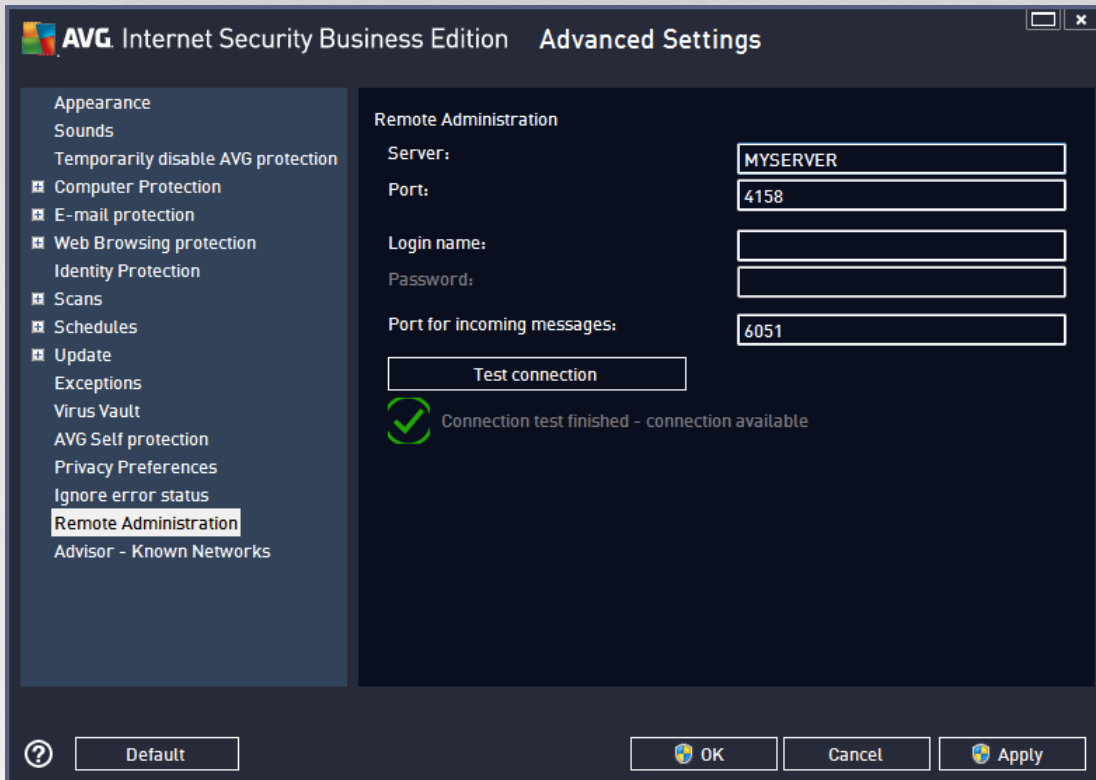 AVG. Internet Security Business Edition Advanced Settings
Appearance
Sounds
Temporarily disable AVG protection
Computer Protection
E-mail protection
Web Browsing protection
Identity Protection
Scans
Schedules
Update
Exceptions
Virus Vault
AVG Self protection
Privacy Preferences
Ignore error status
Remote Administration
Advisor - Known Networks
Remote Administration
Server: MYSERVER
Port: 4158
Login name:
Password:
Port for incoming messages: 6051
Test connection
Connection test finished - connection available
? Default OK Cancel Apply